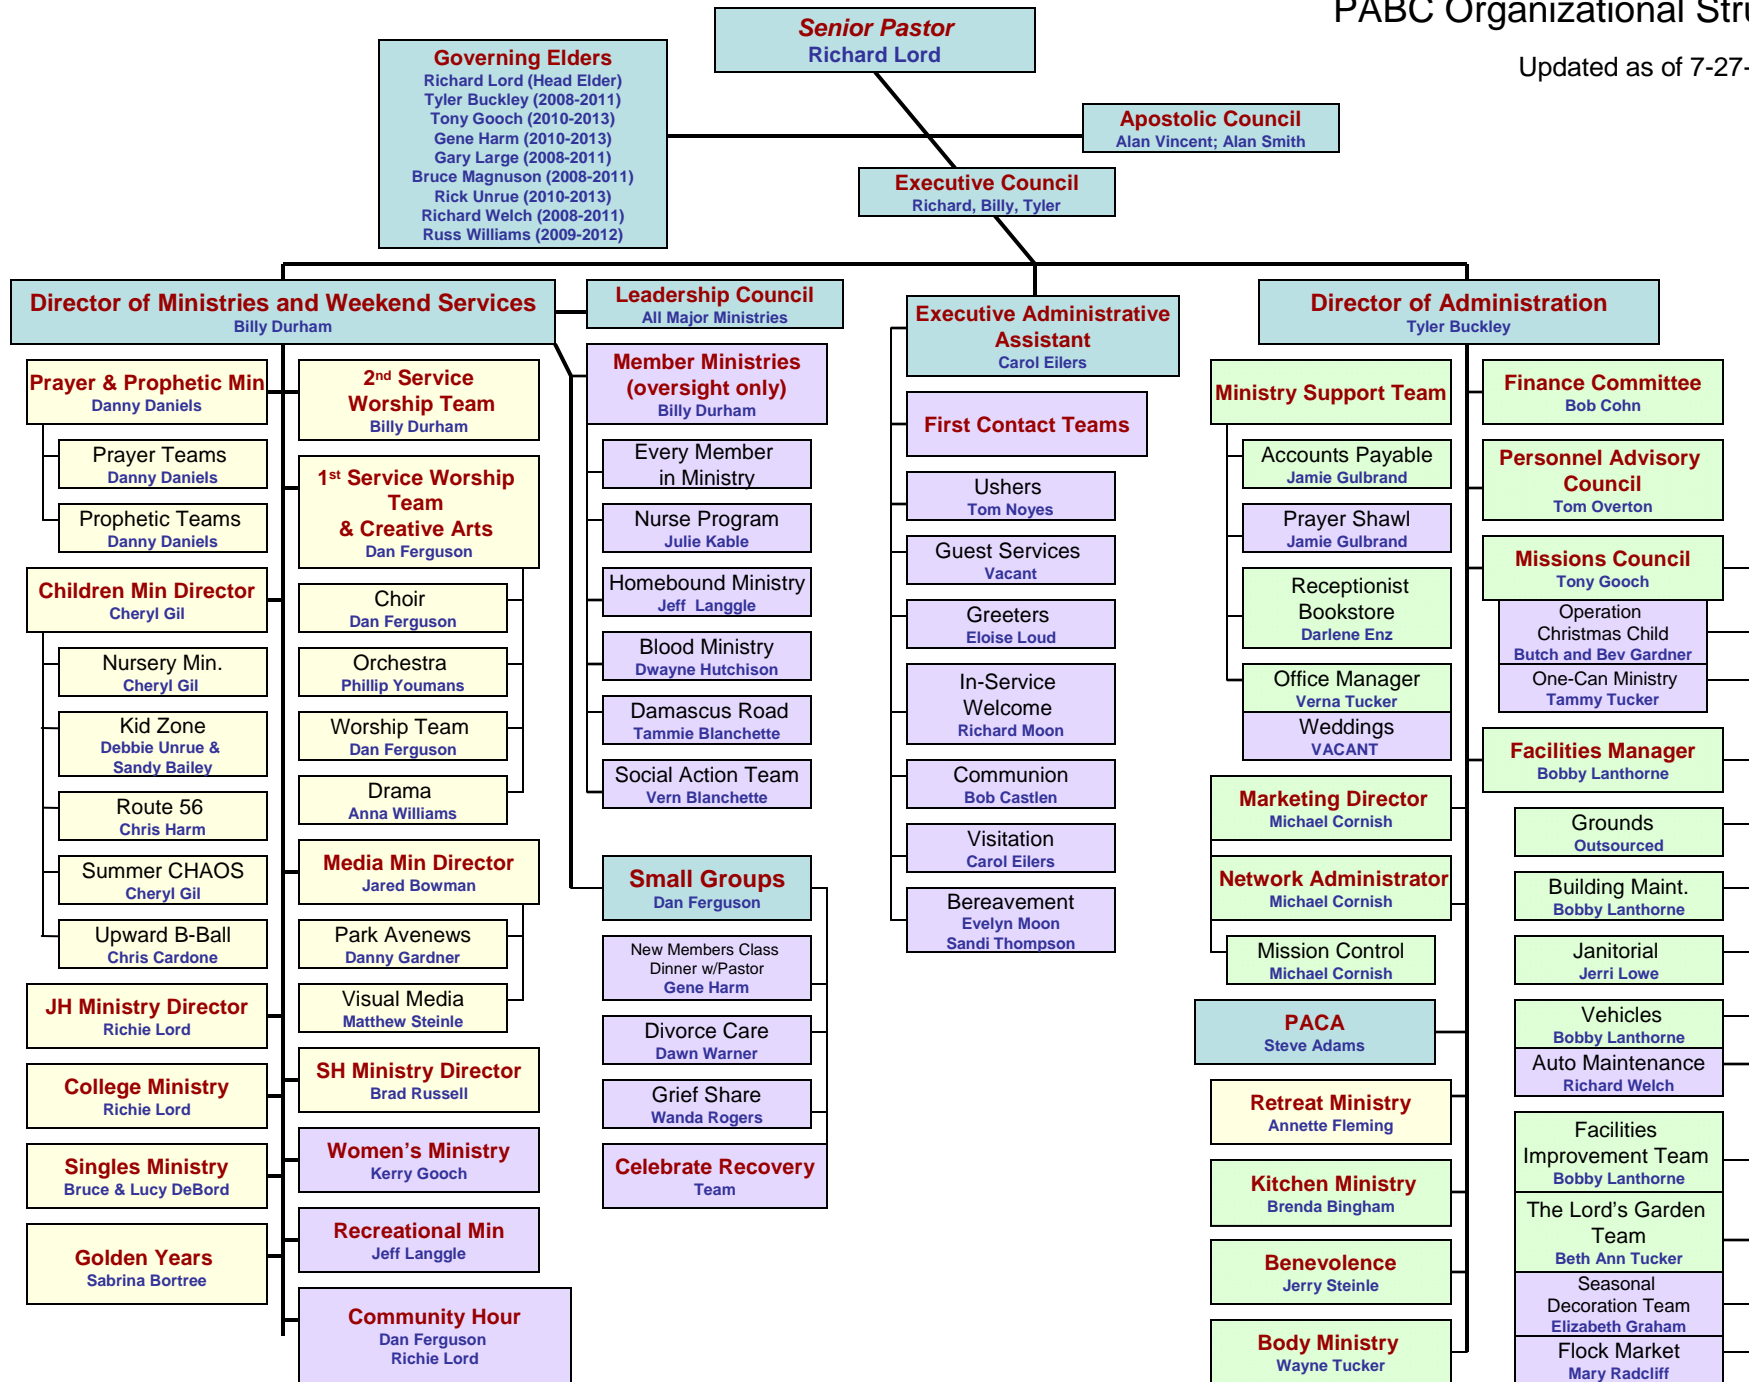 PABC Organizational Stru
Updated as of 7-27-
Senior Pastor
Richard Lord
Governing Elders
Richard Lord (Head Elder)
Tyler Buckley (2008-2011)
Tony Gooch (2010-2013)
Gene Harm (2010-2013)
Gary Large (2008-2011)
Bruce Magnuson (2008-2011)
Rick Unrue (2010-2013)
Richard Welch (2008-2011)
Russ Williams (2009-2012)
Apostolic Council
Alan Vincent; Alan Smith
Executive Council
Richard, Billy, Tyler
Director of Ministries and Weekend Services
Billy Durham
Prayer & Prophetic Min
Danny Daniels
Prayer Teams
Danny Daniels
Prophetic Teams
Danny Daniels
Children Min Director
Cheryl Gil
Nursery Min.
Cheryl Gil
Kid Zone
Debbie Unrue &
Sandy Bailey
Route 56
Chris Harm
Summer CHAOS
Cheryl Gil
Upward B-Ball
Chris Cardone
JH Ministry Director
Richie Lord
College Ministry
Richie Lord
Singles Ministry
Bruce & Lucy DeBord
Golden Years
Sabrina Bortree
2nd Service
Worship Team
Billy Durham
1st Service Worship
Team
& Creative Arts
Dan Ferguson
Choir
Dan Ferguson
Orchestra
Phillip Youmans
Worship Team
Dan Ferguson
Drama
Anna Williams
Media Min Director
Jared Bowman
Park Avenews
Danny Gardner
Visual Media
Matthew Steinle
SH Ministry Director
Brad Russell
Women's Ministry
Kerry Gooch
Recreational Min
Jeff Langgle
Community Hour
Dan Ferguson
Richie Lord
Leadership Council
All Major Ministries
Member Ministries
(oversight only)
Billy Durham
Every Member
in Ministry
Nurse Program
Julie Kable
Homebound Ministry
Jeff Langgle
Blood Ministry
Dwayne Hutchison
Damascus Road
Tammie Blanchette
Social Action Team
Vern Blanchette
Small Groups
Dan Ferguson
New Members Class
Dinner w/Pastor
Gene Harm
Divorce Care
Dawn Warner
Grief Share
Wanda Rogers
Celebrate Recovery
Team
Executive Administrative
Assistant
Carol Eilers
First Contact Teams
Ushers
Tom Noyes
Guest Services
Vacant
Greeters
Eloise Loud
In-Service
Welcome
Richard Moon
Communion
Bob Castlen
Visitation
Carol Eilers
Bereavement
Evelyn Moon
Sandi Thompson
Director of Administration
Tyler Buckley
Ministry Support Team
Accounts Payable
Jamie Gulbrand
Prayer Shawl
Jamie Gulbrand
Receptionist
Bookstore
Darlene Enz
Office Manager
Verna Tucker
Weddings
VACANT
Marketing Director
Michael Cornish
Network Administrator
Michael Cornish
Mission Control
Michael Cornish
PACA
Steve Adams
Retreat Ministry
Annette Fleming
Kitchen Ministry
Brenda Bingham
Benevolence
Jerry Steinle
Body Ministry
Wayne Tucker
Finance Committee
Bob Cohn
Personnel Advisory
Council
Tom Overton
Missions Council
Tony Gooch
Operation
Christmas Child
Butch and Bev Gardner
One-Can Ministry
Tammy Tucker
Facilities Manager
Bobby Lanthorne
Grounds
Outsourced
Building Maint.
Bobby Lanthorne
Janitorial
Jerri Lowe
Vehicles
Bobby Lanthorne
Auto Maintenance
Richard Welch
Facilities
Improvement Team
Bobby Lanthorne
The Lord's Garden
Team
Beth Ann Tucker
Seasonal
Decoration Team
Elizabeth Graham
Flock Market
Mary Radcliff